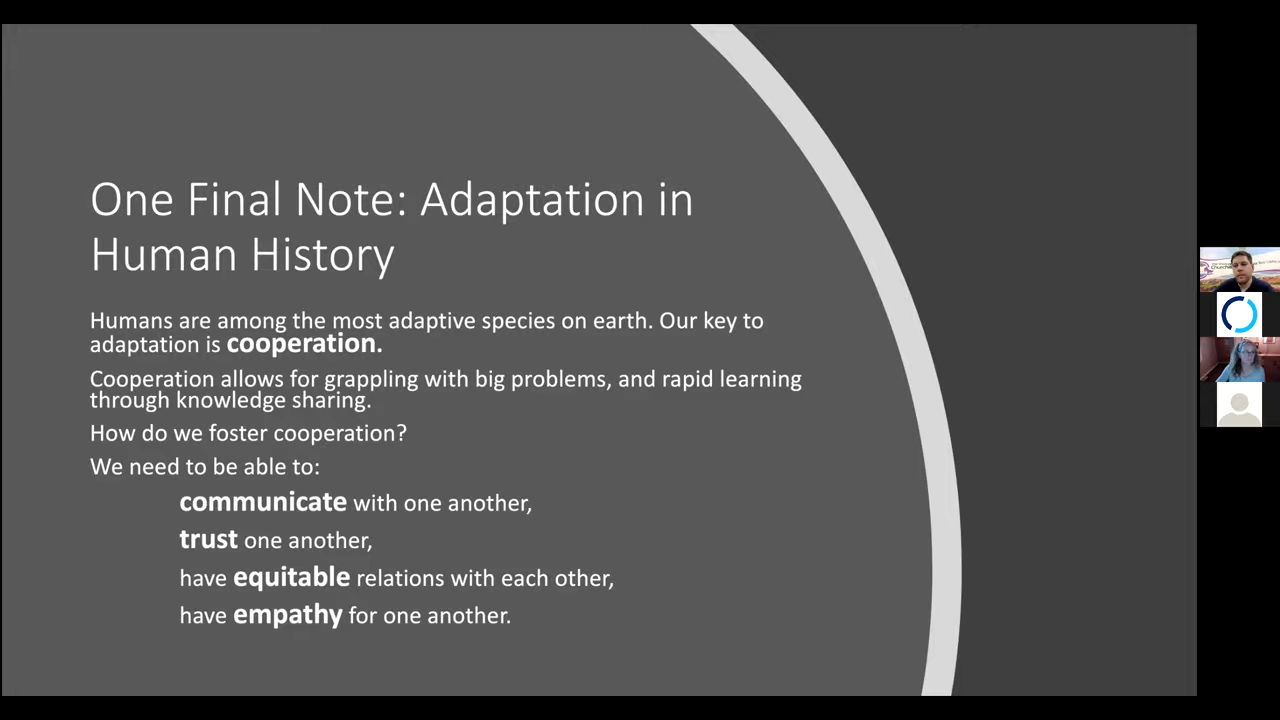 One Final Note: Adaptation in
Human History
Humans are among the most adaptive species on earth. Our key to
adaptation is cooperation.
Cooperation allows for grappling with big problems, and rapid learning
through knowledge sharing.
How do we foster cooperation?
We need to be able to:
communicate with one another,
trust one another,
have equitable relations with each other,
have empathy for one another.